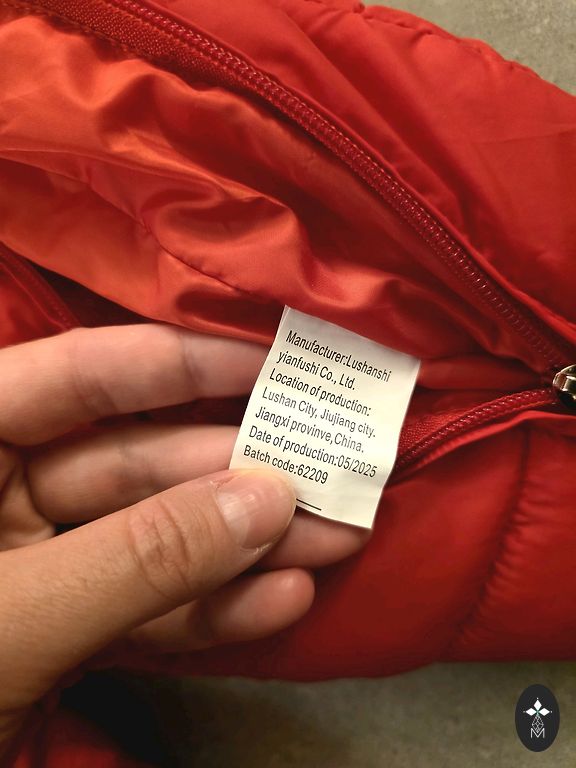 Manufacturer:Lushanshi
yianfushi Co., Ltd.
Location of production:
Lushan City, Jiujiang city.
Jiangxi provinve,China.
Date of production:05/2025
Batch code:62209
M